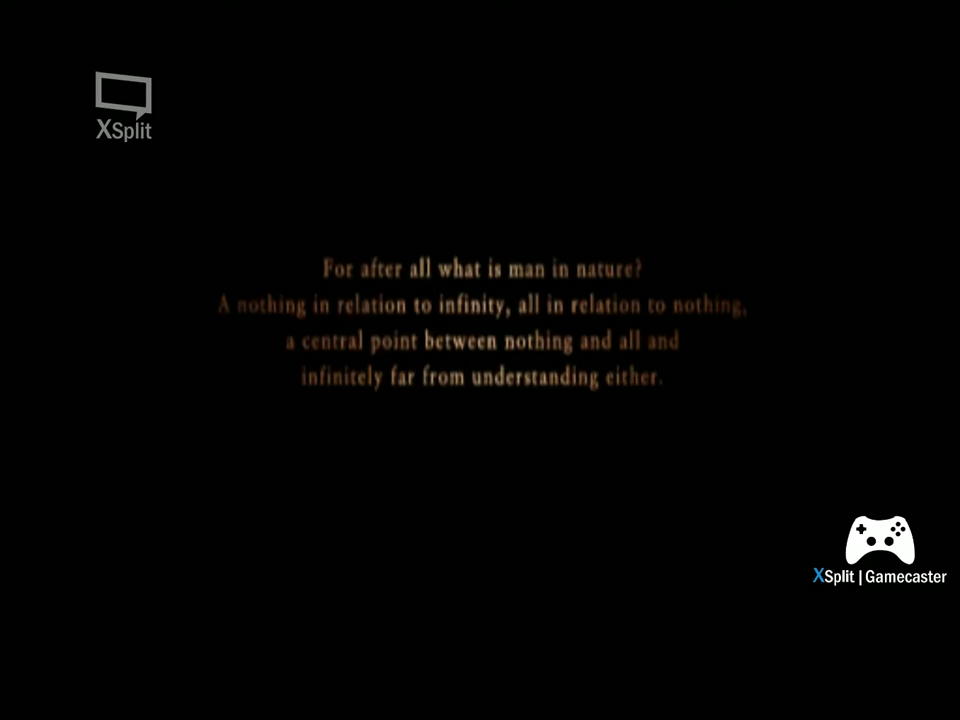 XSplit
For after all what is man in nature?
A nothing in relation to infinity, all in relation to nothing,
a central point between nothing and all and
infinitely far from understanding either.
XSplit | Gamecaster